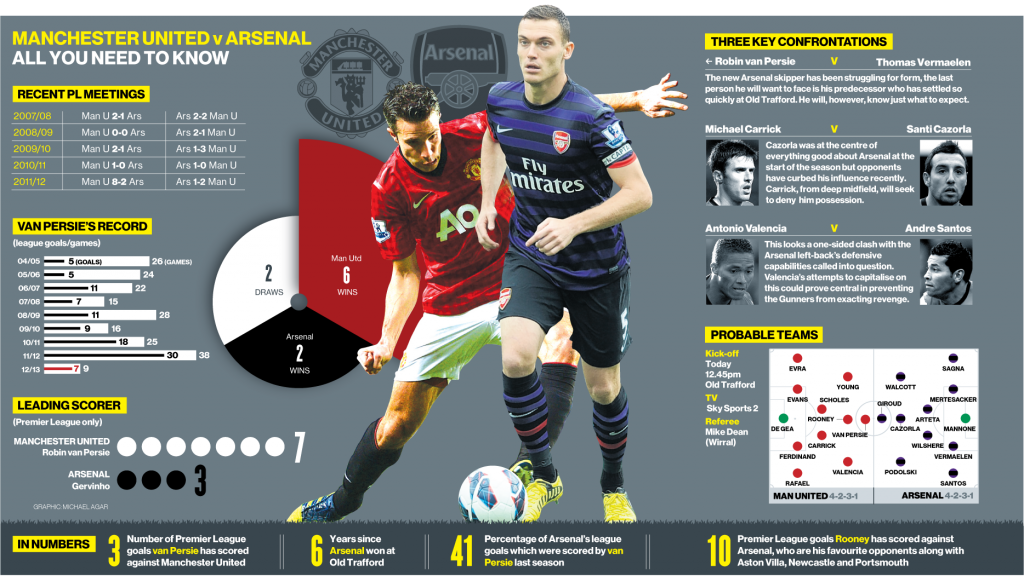 MANCHESTER UNITED v ARSENAL
ALL YOU NEED TO KNOW
RECENT PL MEETINGS
2007/08 Man U 2-1 Ars Ars 2-2 Man U
2008/09 Man U 0-0 Ars Ars 2-1 Man U
2009/10 Man U 2-1 Ars Ars 1-3 Man U
2010/11 Man U 1-0 Ars Ars 1-0 Man U
2011/12 Man U 8-2 Ars Ars 1-2 Man U
VAN PERSIE'S RECORD
(league goals/games)
04/05 5 (GOALS) 26 (GAMES)
05/06 5 24
06/07 11 22
07/08 7 15
08/09 11 28
09/10 9 16
10/11 18 25
11/12 30 38
12/13 7 9
2
DRAWS
Man Utd
6
WINS
Arsenal
2
WINS
LEADING SCORER
(Premier League only)
MANCHESTER UNITED
Robin van Persie
7
ARSENAL
Gervinho
3
GRAPHIC MICHAEL AGAR
MANCHESTER
UNITED
Arsenal
AO
Arsenal
Fly
Emirates
CAPTA
THREE KEY CONFRONTATIONS
← Robin van Persie V Thomas Vermaelen
The new Arsenal skipper has been struggling for form, the last
person he will want to face is his predecessor who has settled so
quickly at Old Trafford. He will, however, know just what to expect.
Michael Carrick V Santi Cazorla
Cazorla was at the centre of
everything good about Arsenal at the
start of the season but opponents
have curbed his influence recently.
Carrick, from deep midfield, will seek
to deny him possession.
Antonio Valencia V Andre Santos
This looks a one-sided clash with the
Arsenal left-back's defensive
capabilities called into question.
Valencia's attempts to capitalise on
this could prove central in preventing
the Gunners from exacting revenge.
PROBABLE TEAMS
Kick-off
Today
12.45pm
Old Trafford
TV
Sky Sports 2
Referee
Mike Dean
(Wirral)
EVRA
SAGNA
YOUNG
WALCOTT
EVANS
MERTESACKER
SCHOLES
GIROUD
ROONEY
ARTETA
DE GEA
VAN PERSIE
CAZORLA
MANNONE
CARRICK
WILSHERE
FERDINAND
VERMAELEN
VALENCIA
PODOLSKI
RAFAEL
SANTOS
MAN UNITED 4-2-3-1
ARSENAL 4-2-3-1
IN NUMBERS
3
Number of Premier League
goals van Persie has scored
against Manchester United
6
Years since
Arsenal won at
Old Trafford
41
Percentage of Arsenal's league
goals which were scored by van
Persie last season
10
Premier League goals Rooney has scored against
Arsenal, who are his favourite opponents along with
Aston Villa, Newcastle and Portsmouth